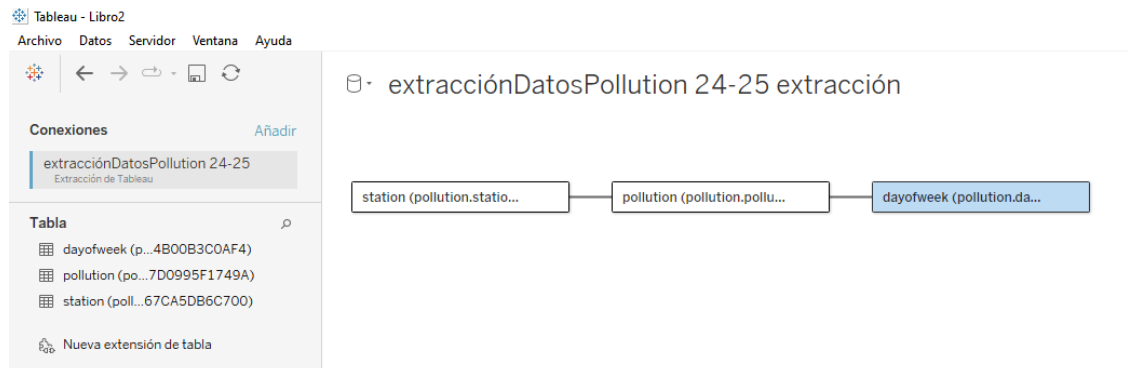 Tableau - Libro2
Archivo Datos Servidor Ventana Ayuda
extracciónDatosPollution 24-25 extracción
Conexiones Añadir
extracciónDatosPollution 24-25
Extracción de Tableau
station (pollution.statio...
pollution (pollution.pollu...
dayofweek (pollution.da...
Tabla
dayofweek (p...4B00B3C0AF4)
pollution (po...7D0995F1749A)
station (poll...67CA5DB6C700)
Nueva extensión de tabla